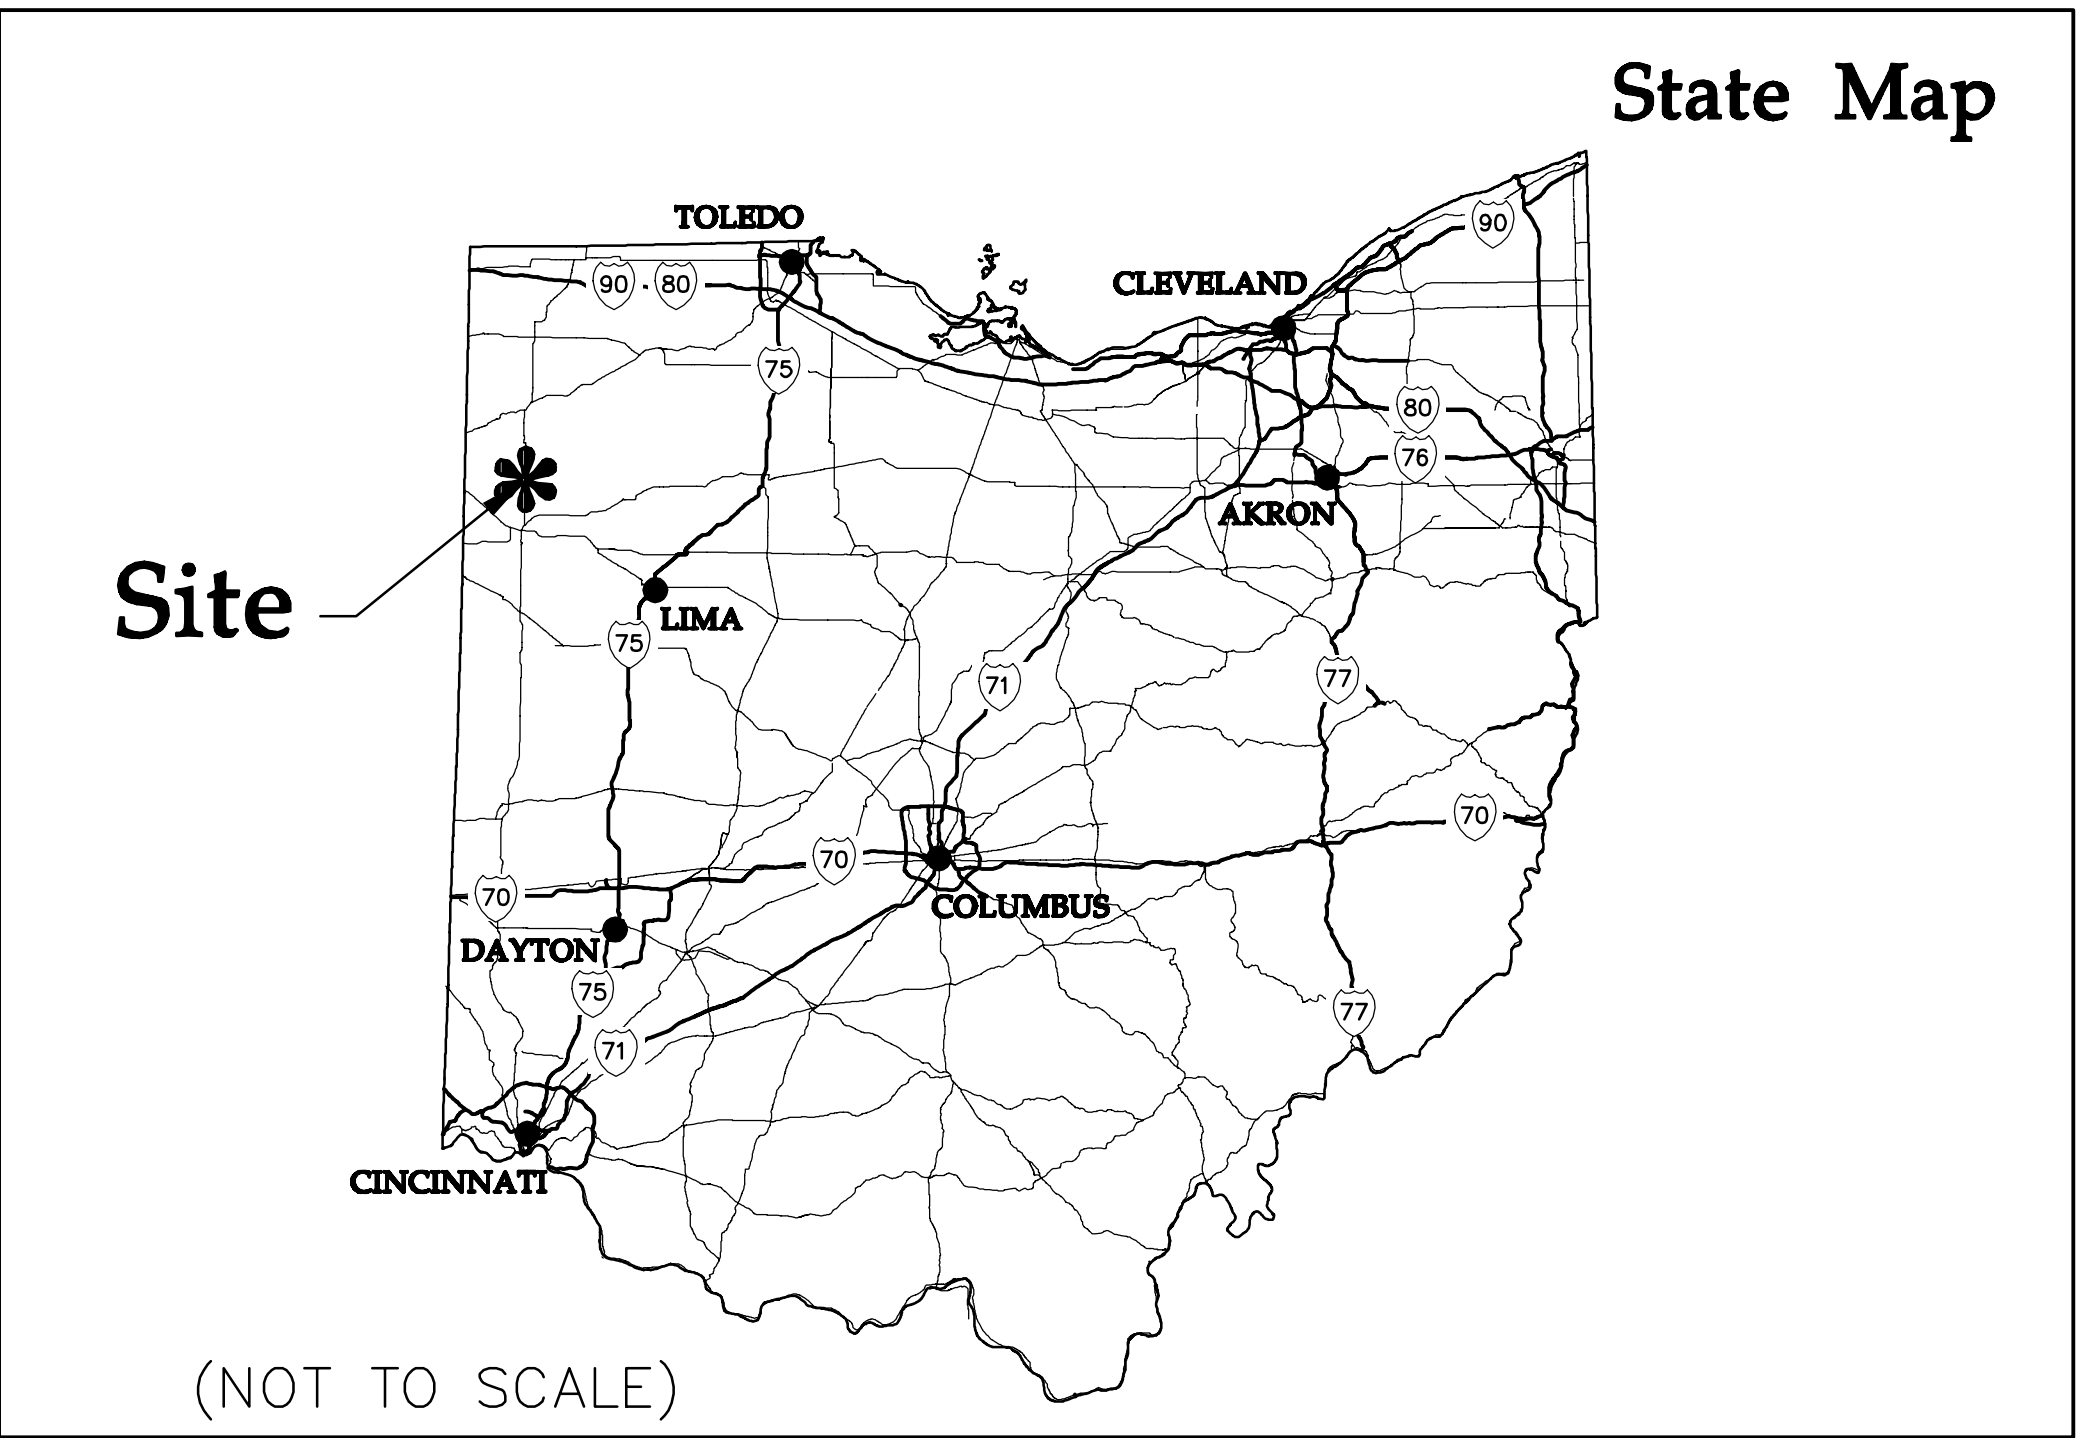 State Map
TOLEDO
90
CLEVELAND
90 . 80
75
80
76
AKRON
Site
LIMA
75
77
71
70
70
70
COLUMBUS
DAYTON
75
77
71
CINCINNATI
(NOT TO SCALE)